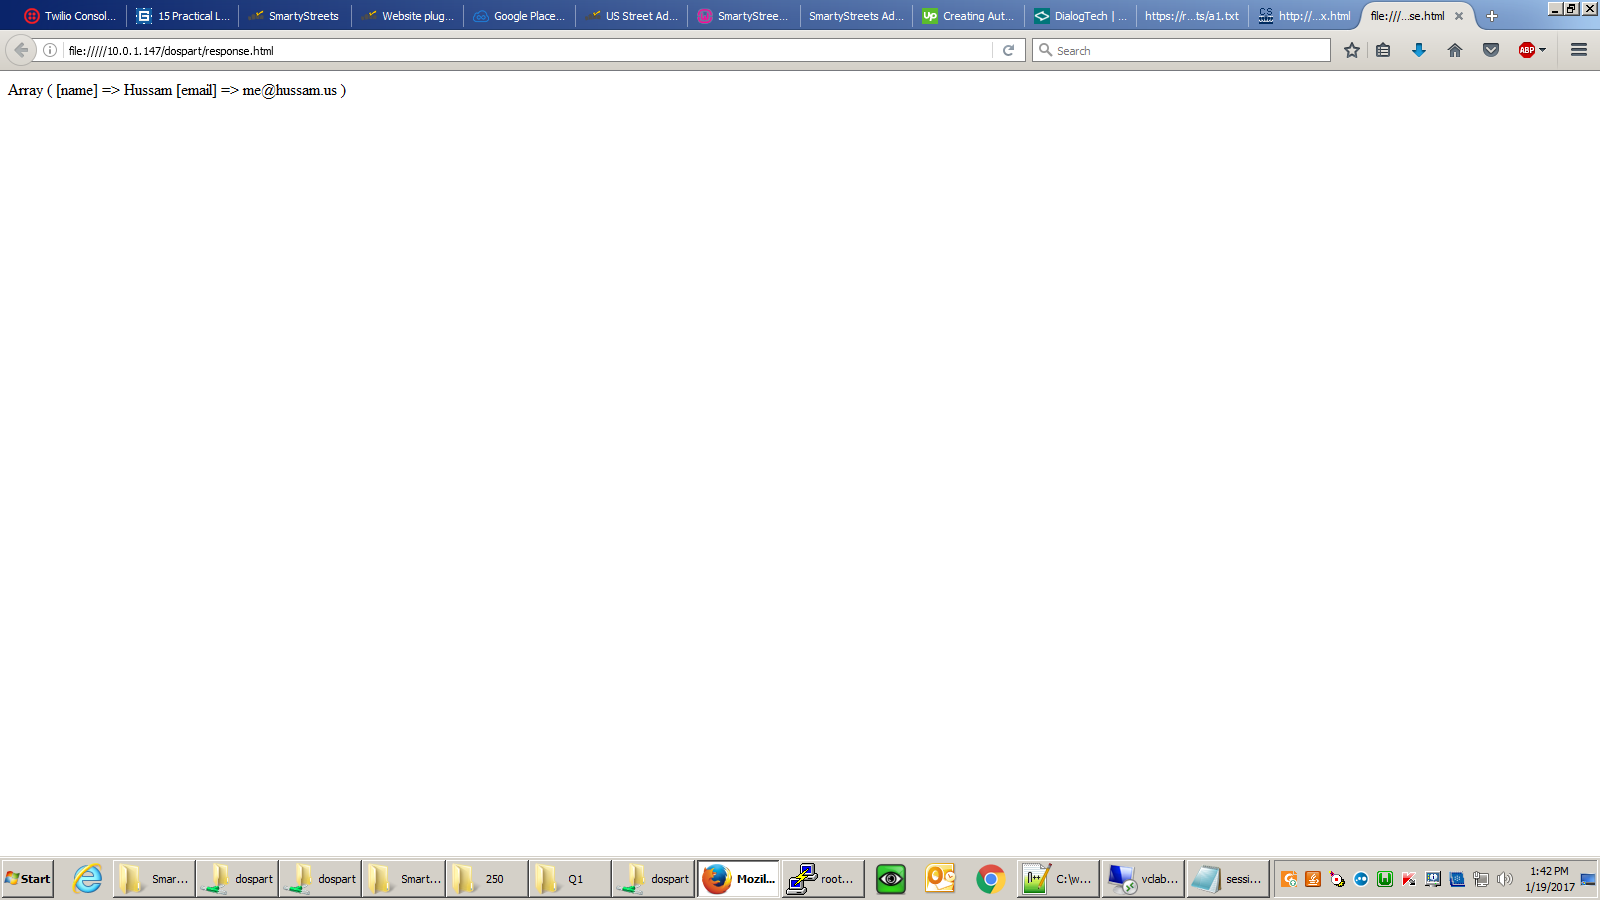 Twilio Consol...
15 Practical L...
SmartyStreets
Website plug...
Google Place...
US Street Ad...
SmartyStree...
SmartyStreets Ad...
Up Creating Aut...
DialogTech | ...
https://r...ts/a1.txt
CS http://...x.html
file:///...se.html
file://///10.0.1.147/dospart/response.html
Search
ABP
Array ( [name] => Hussam [email] => me@hussam.us )
Start
Smar...
dospart
dospart
Smart...
250
Q1
dospart
Mozil...
root...
C:\w...
vclab...
sessi...
1:42 PM
1/19/2017